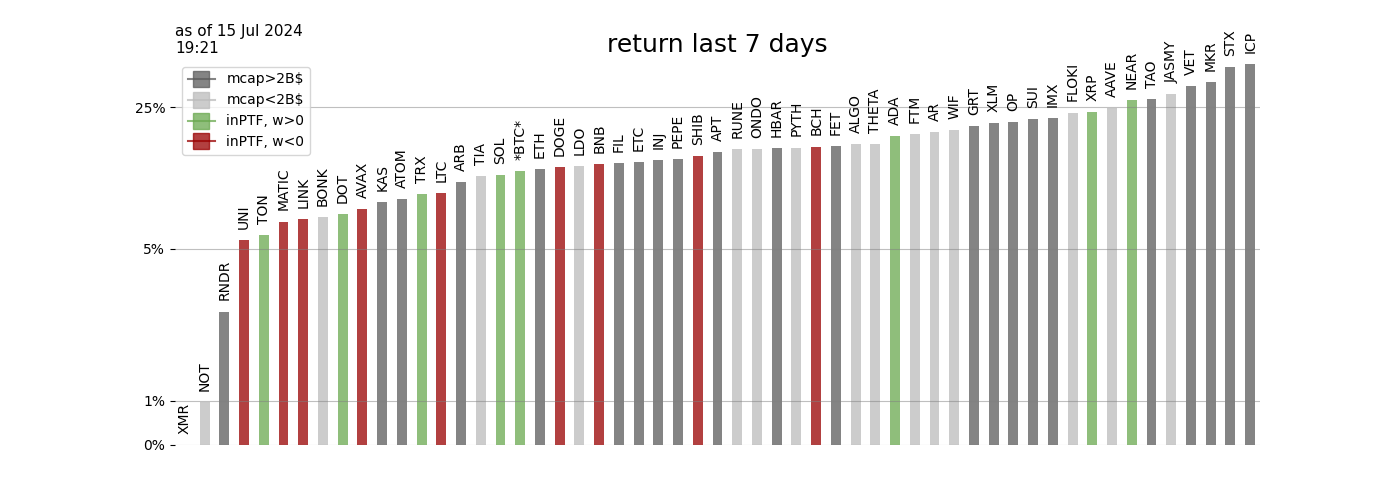 as of 15 Jul 2024
19:21
return last 7 days
mcap>2B$
mcap<2B$
inPTF, w>0
inPTF, w<0
25%
5%
1%
0%
XMR
NOT
RNDR
UNI
TON
MATIC
LINK
BONK
DOT
AVAX
KAS
ATOM
TRX
LTC
ARB
TIA
SOL
*BTC*
ETH
DOGE
LDO
BNB
FIL
ETC
INJ
PEPE
SHIB
APT
RUNE
ONDO
HBAR
PYTH
BCH
FET
ALGO
THETA
ADA
FTM
AR
WIF
GRT
XLM
OP
SUI
IMX
FLOKI
XRP
AAVE
NEAR
TAO
JASMY
VET
MKR
STX
ICP